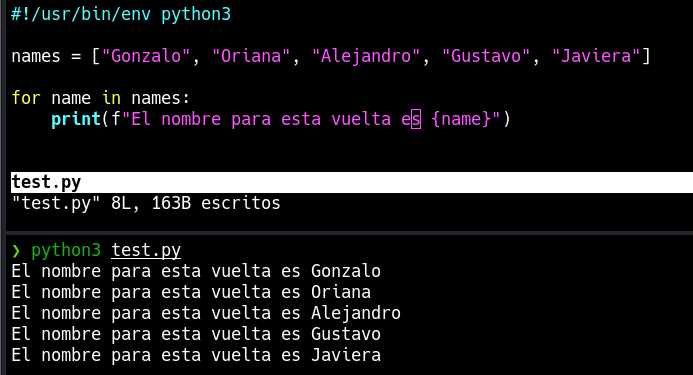 #!/usr/bin/env python3
names = ["Gonzalo", "Oriana", "Alejandro", "Gustavo", "Javiera"]
for name in names:
    print(f"El nombre para esta vuelta es {name}")
test.py
"test.py" 8L, 163B escritos
❯ python3 test.py
El nombre para esta vuelta es Gonzalo
El nombre para esta vuelta es Oriana
El nombre para esta vuelta es Alejandro
El nombre para esta vuelta es Gustavo
El nombre para esta vuelta es Javiera